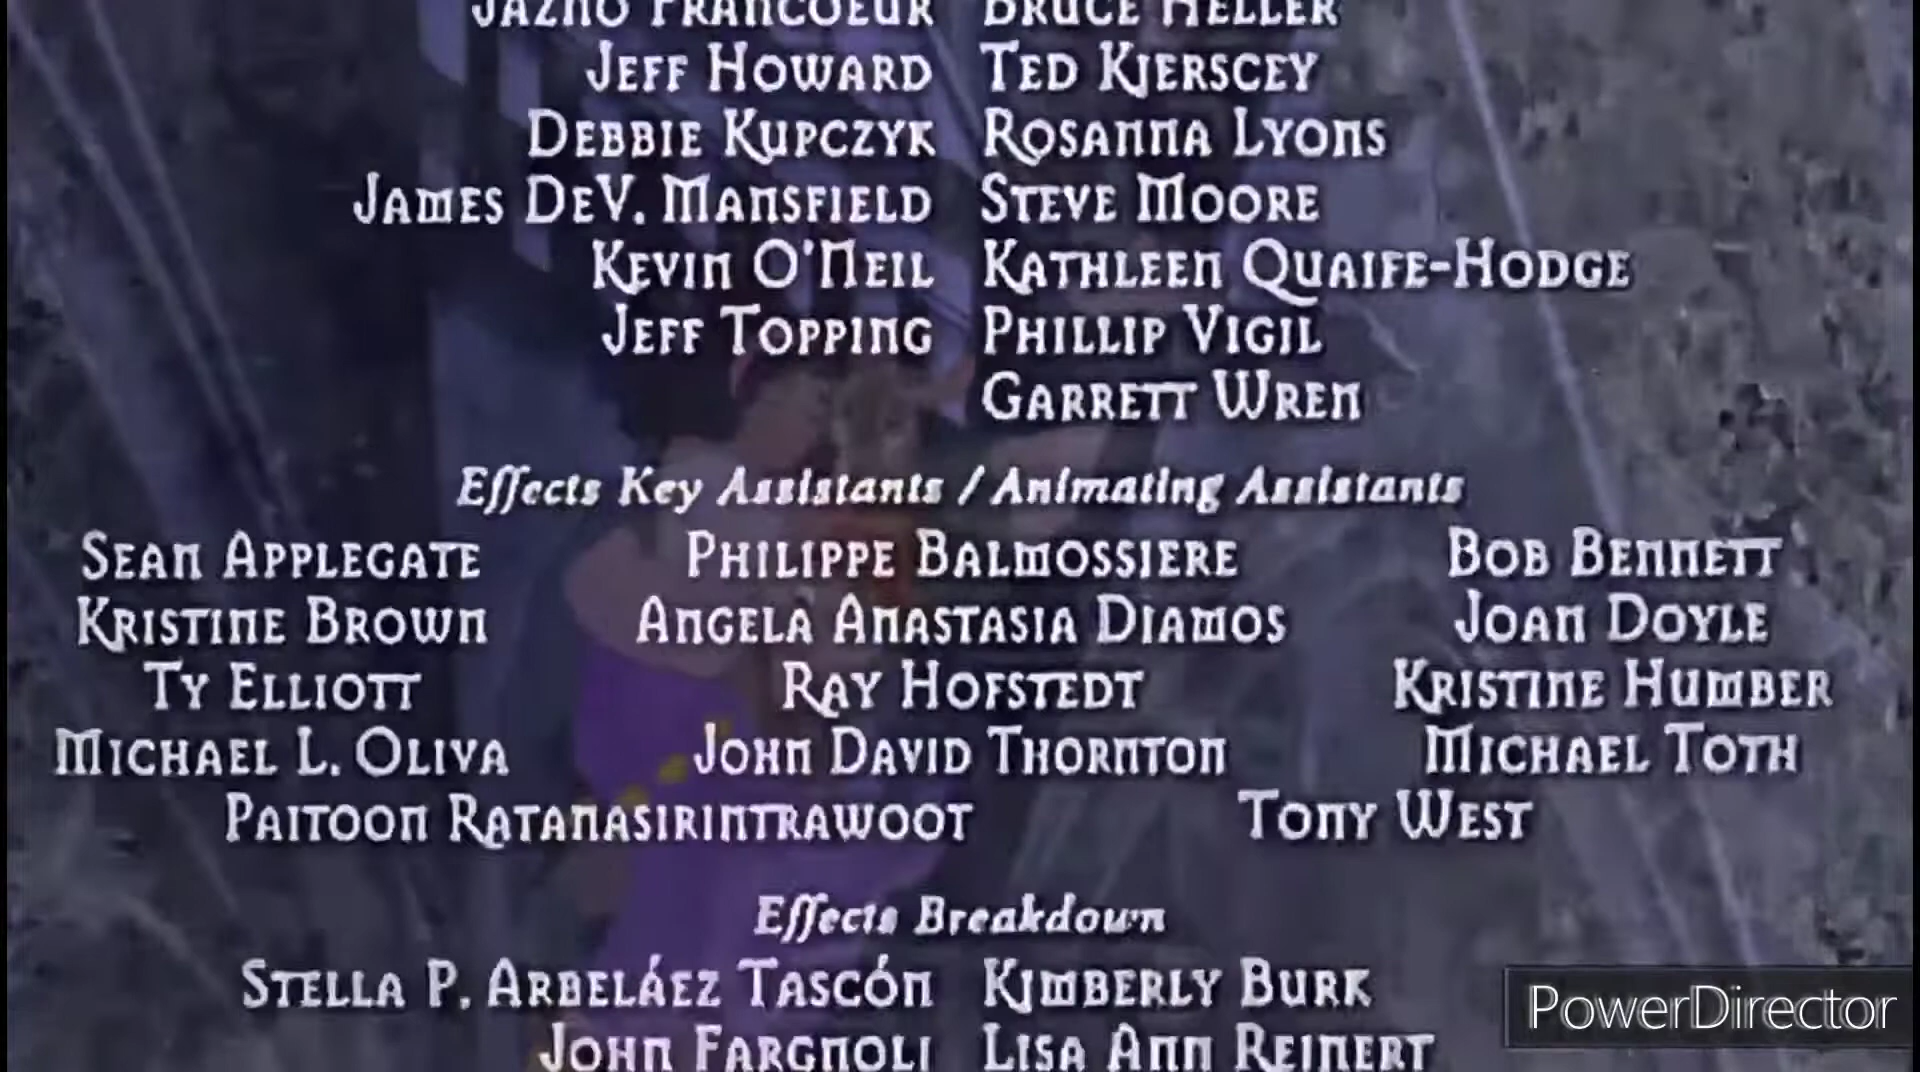 Jazno Francoeur Bruce Heller
Jeff Howard Ted Kierscey
Debbie Kupczyk Rosanna Lyons
James DeV. Mansfield Steve Moore
Kevin O'Neil Kathleen Quaife-Hodge
Jeff Topping Phillip Vigil
Garrett Wren
Effects Key Assistants / Animating Assistants
Sean Applegate Philippe Balmossiere Bob Bennett
Kristine Brown Angela Anastasia Diamos Joan Doyle
Ty Elliott Ray Hofstedt Kristine Humber
Michael L. Oliva John David Thornton Michael Toth
Paitoon Ratanasirintrawoot Tony West
Effects Breakdown
Stella P. Arbeláez Tascón Kimberly Burk
John Fargnoli Lisa Ann Reinert
PowerDirector